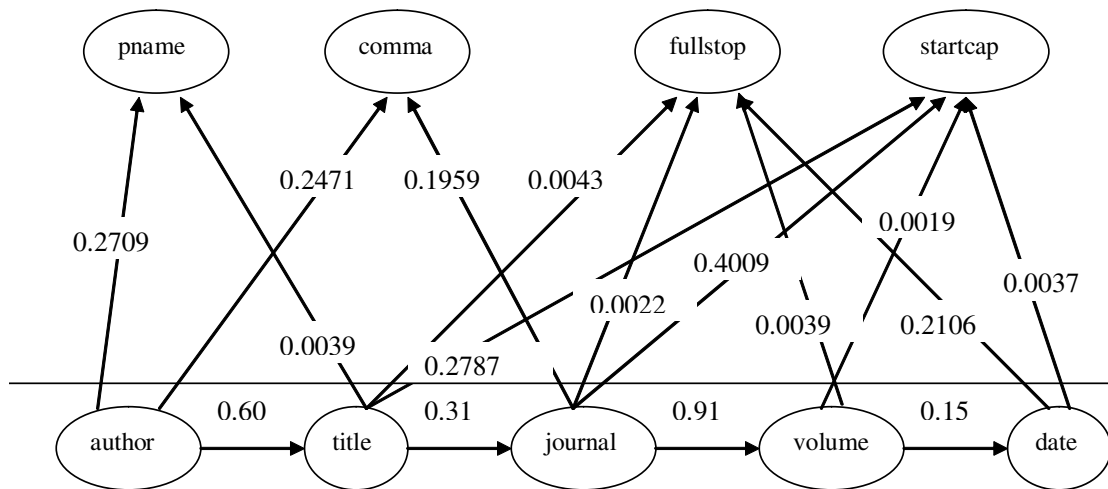 pname comma fullstop startcap
0.2471 0.1959 0.0043
0.0019
0.2709
0.4009
0.0037
0.0022
0.0039 0.2106
0.0039
0.2787
0.60 0.31 0.91 0.15
author title journal volume date